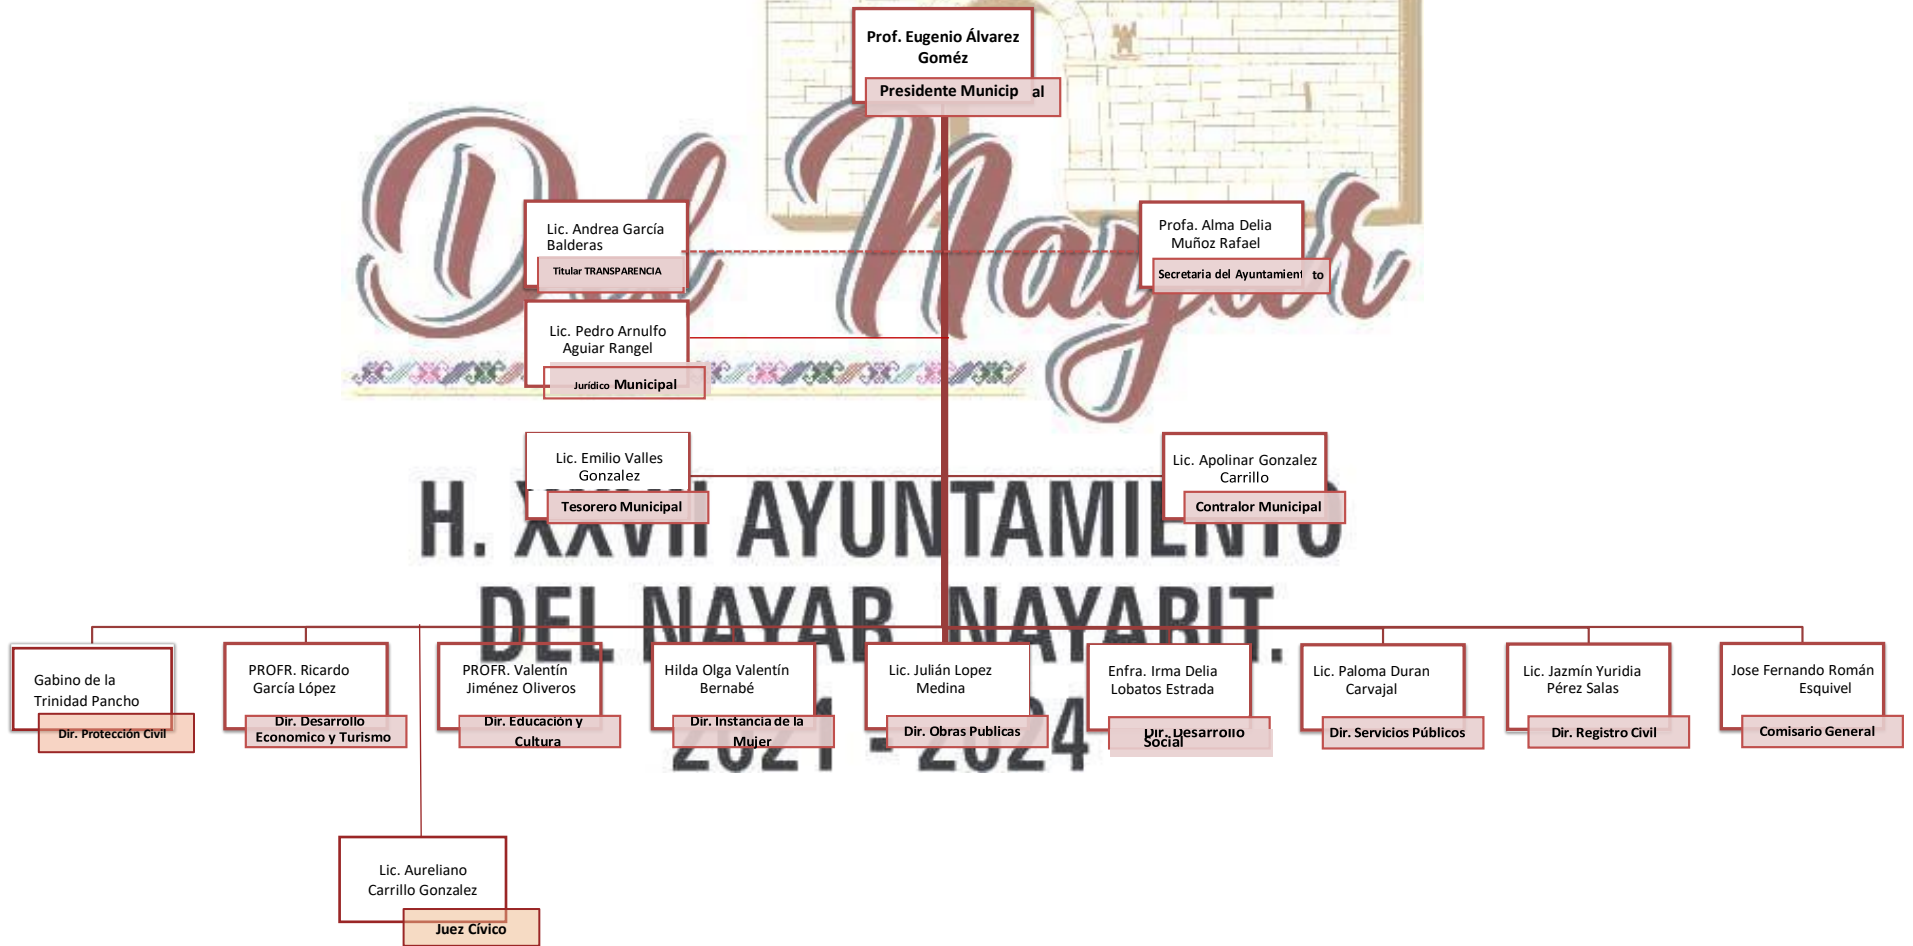 Prof. Eugenio Álvarez
Goméz
Presidente Municipal
Del Nayar
Lic. Andrea García
Balderas
Titular TRANSPARENCIA
Profa. Alma Delia
Muñoz Rafael
Secretaria del Ayuntamiento
Lic. Pedro Arnulfo
Aguiar Rangel
Jurídico Municipal
Lic. Emilio Valles
Gonzalez
Tesorero Municipal
Lic. Apolinar Gonzalez
Carrillo
Contralor Municipal
H. XXVII AYUNTAMIENTO
DEL NAYAR, NAYARIT.
2021 - 2024
Gabino de la
Trinidad Pancho
Dir. Protección Civil
PROFR. Ricardo
García López
Dir. Desarrollo
Economico y Turismo
PROFR. Valentín
Jiménez Oliveros
Dir. Educación y
Cultura
Hilda Olga Valentín
Bernabé
Dir. Instancia de la
Mujer
Lic. Julián Lopez
Medina
Dir. Obras Publicas
Enfra. Irma Delia
Lobatos Estrada
Dir. Desarrollo
Social
Lic. Paloma Duran
Carvajal
Dir. Servicios Públicos
Lic. Jazmín Yuridia
Pérez Salas
Dir. Registro Civil
Jose Fernando Román
Esquivel
Comisario General
Lic. Aureliano
Carrillo Gonzalez
Juez Cívico